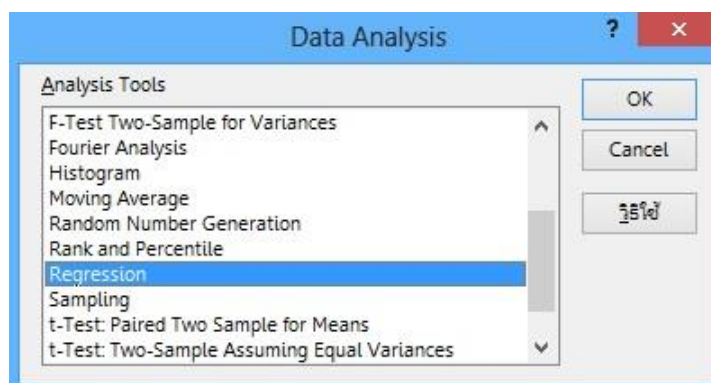 Data Analysis
?
×
Analysis Tools
F-Test Two-Sample for Variances
Fourier Analysis
Histogram
Moving Average
Random Number Generation
Rank and Percentile
Regression
Sampling
t-Test: Paired Two Sample for Means
t-Test: Two-Sample Assuming Equal Variances
OK
Cancel
วิธีใช้